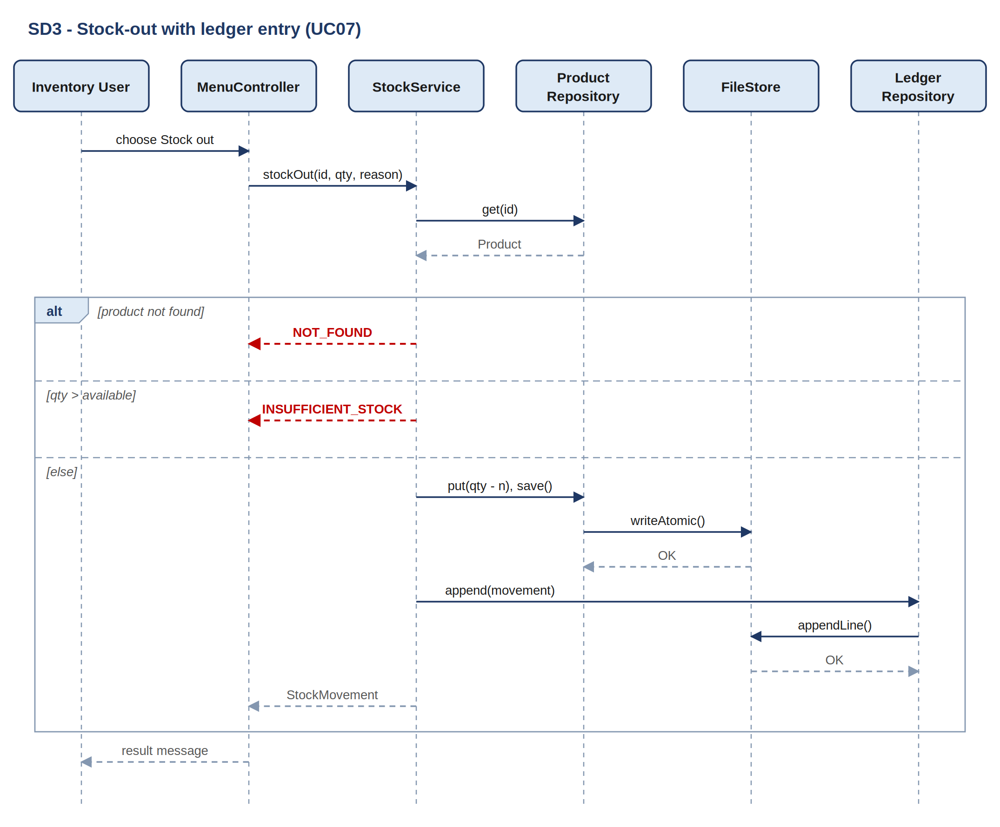 SD3 - Stock-out with ledger entry (UC07)
Inventory User
MenuController
StockService
Product
Repository
FileStore
Ledger
Repository
choose Stock out
stockOut(id, qty, reason)
get(id)
Product
alt
[product not found]
NOT_FOUND
[qty > available]
INSUFFICIENT_STOCK
[else]
put(qty - n), save()
writeAtomic()
OK
append(movement)
appendLine()
OK
StockMovement
result message